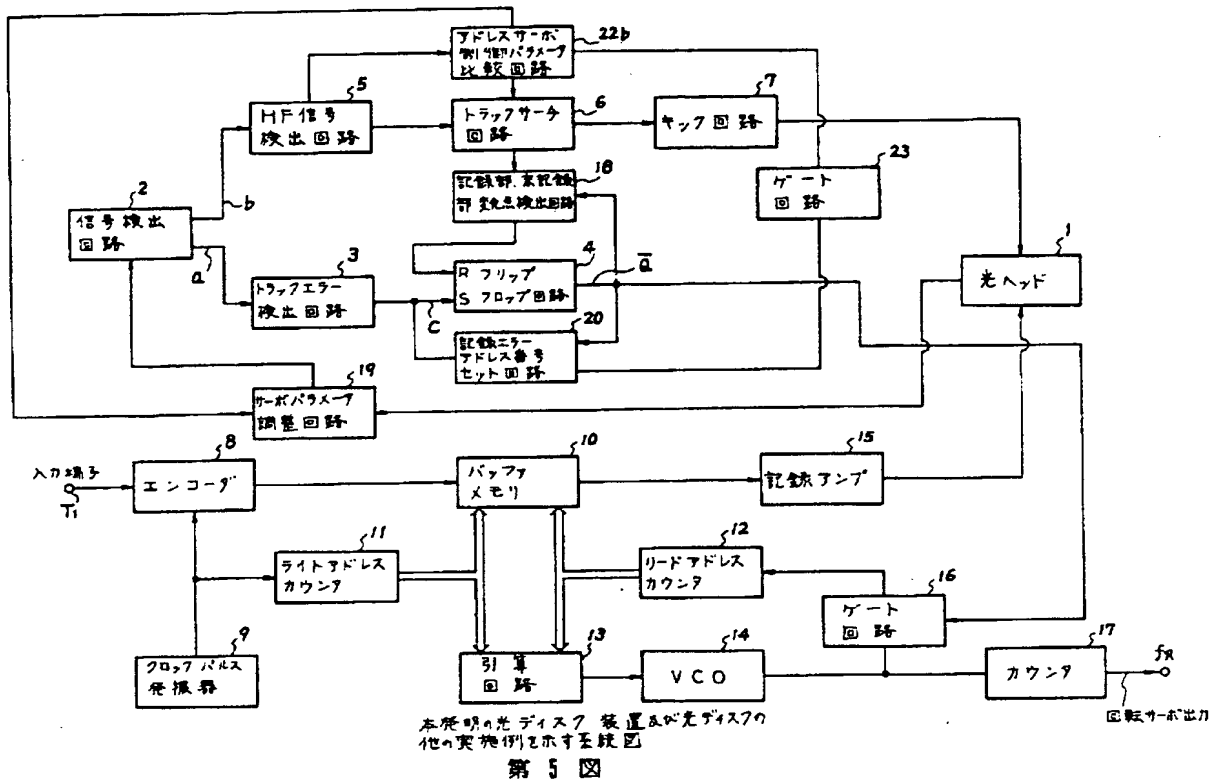 アドレスサーボ
制御パラメータ
比較回路
22b
5
HF信号
検出回路
6
トラックサーチ
回路
7
キック回路
23
ゲート
回路
18
記録部、未記録
部変点検出回路
2
信号検出
回路
b
a
3
トラックエラー
検出回路
4
R フリップ
S フロップ回路
Q
C
1
光ヘッド
20
記録エラー
アドレス番号
セット回路
19
サーボパラメータ
調整回路
8
エンコーダ
入力端子
T1
10
バッファ
メモリ
15
記録アンプ
11
ライトアドレス
カウンタ
12
リードアドレス
カウンタ
16
ゲート
回路
9
クロックパルス
発振器
13
引算
回路
14
VCO
17
カウンタ
fR
回転サーボ出力
本発明の光ディスク装置及び光ディスクの
他の実施例を示す系統図
第 5 図